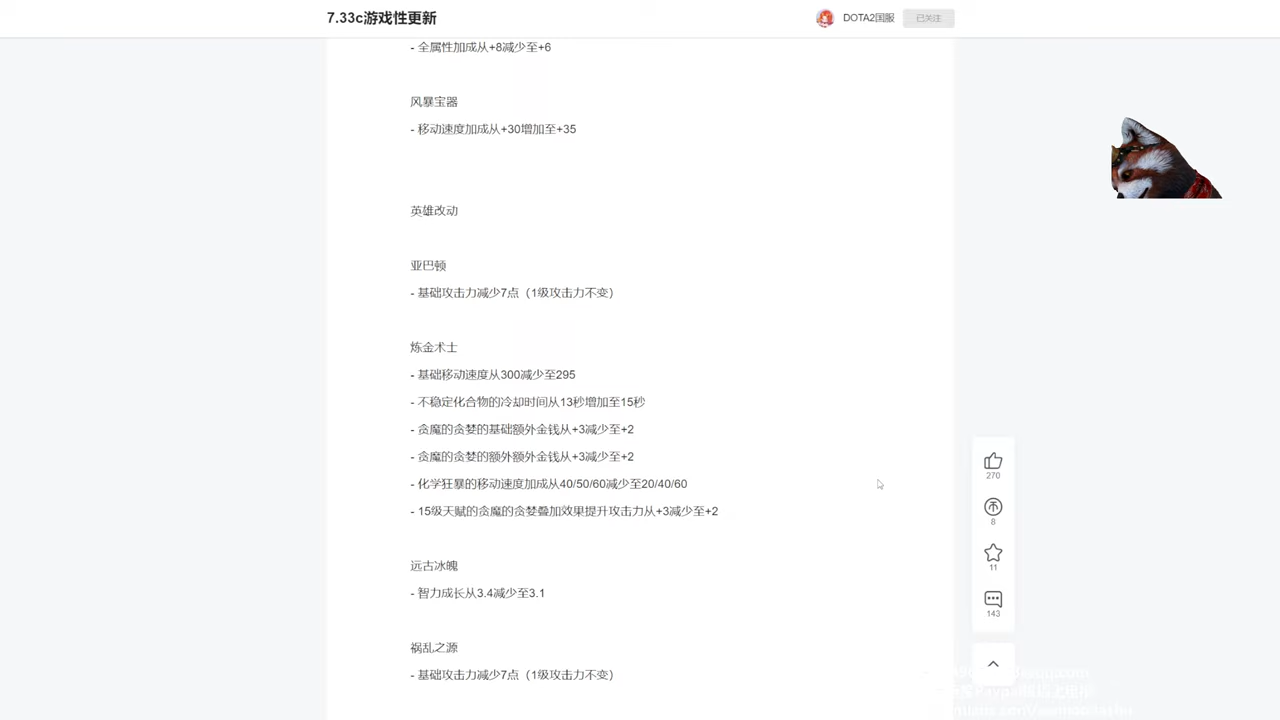 7.33c游戏性更新
DOTA2国服
已关注
- 全属性加成从+8减少至+6
风暴宝器
- 移动速度加成从+30增加至+35
英雄改动
亚巴顿
- 基础攻击力减少7点（1级攻击力不变）
炼金术士
- 基础移动速度从300减少至295
- 不稳定化合物的冷却时间从13秒增加至15秒
- 贪魔的贪婪的基础额外金钱从+3减少至+2
- 贪魔的贪婪的额外额外金钱从+3减少至+2
- 化学狂暴的移动速度加成从40/50/60减少至20/40/60
- 15级天赋的贪魔的贪婪叠加效果提升攻击力从+3减少至+2
远古冰魄
- 智力成长从3.4减少至3.1
祸乱之源
- 基础攻击力减少7点（1级攻击力不变）
270
8
11
143